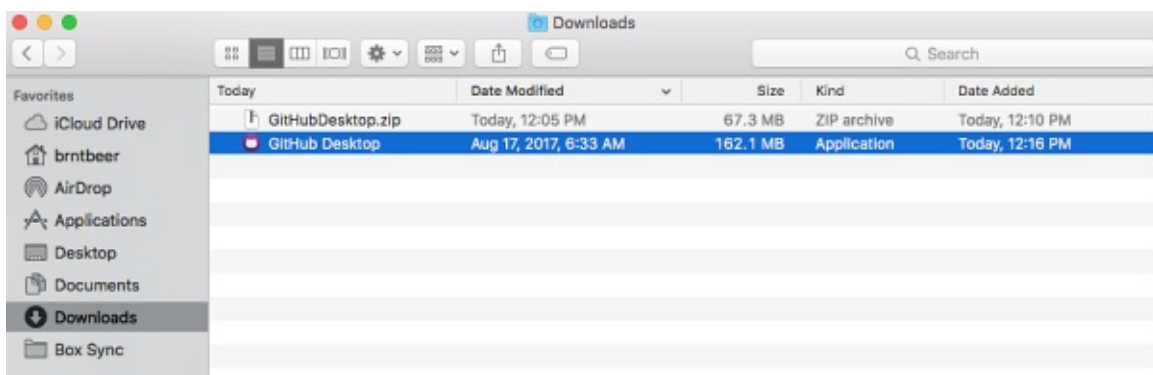 Downloads
Search
Favorites
iCloud Drive
brntbeer
AirDrop
Applications
Desktop
Documents
Downloads
Box Sync
Today Date Modified Size Kind Date Added
GitHubDesktop.zip Today, 12:05 PM 67.3 MB ZIP archive Today, 12:10 PM
GitHub Desktop Aug 17, 2017, 6:33 AM 162.1 MB Application Today, 12:16 PM